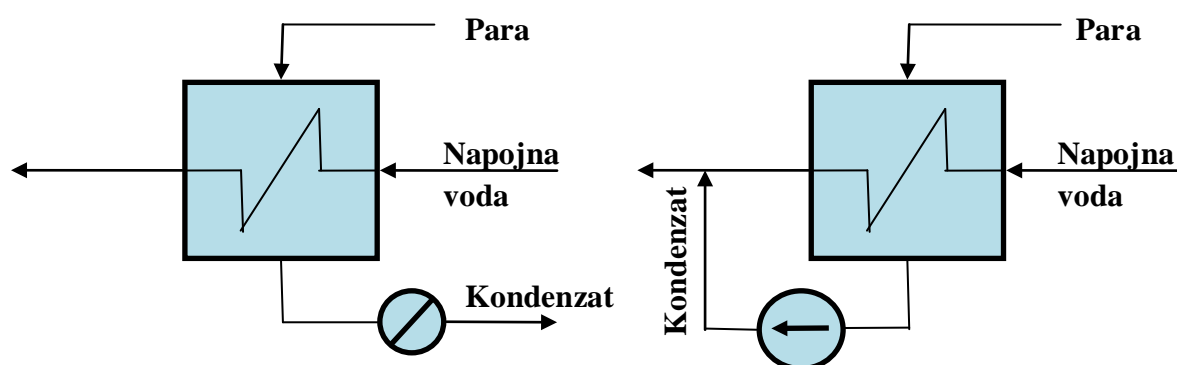 Para
Napojna
voda
Kondenzat
Para
Napojna
voda
Kondenzat